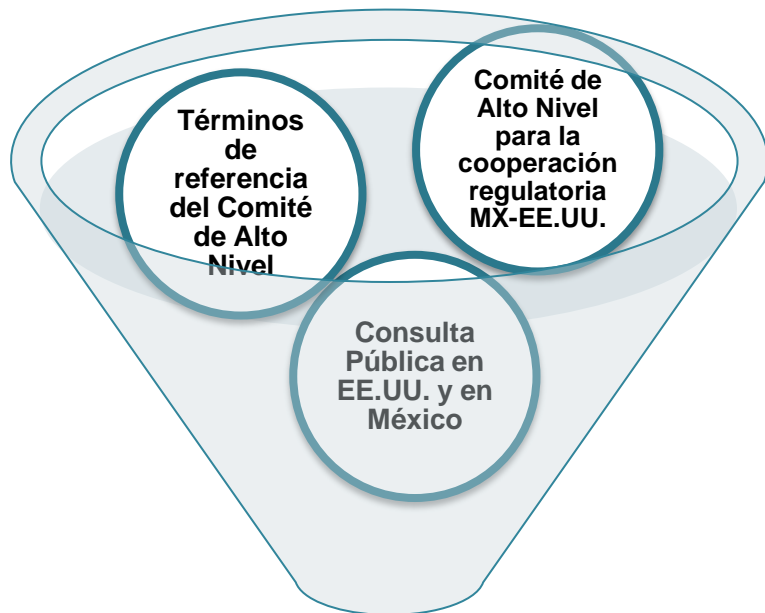 Términos
de
referencia
del Comité
de Alto
Nivel
Comité de
Alto Nivel
para la
cooperación
regulatoria
MX-EE.UU.
Consulta
Pública en
EE.UU. y en
México